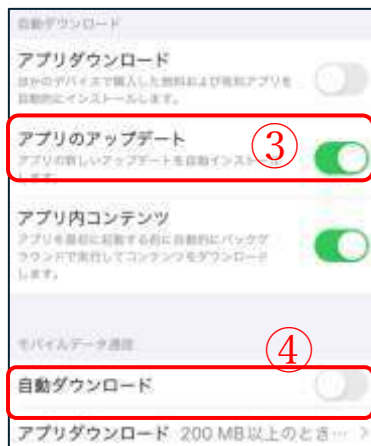 自動ダウンロード
アプリダウンロード
ほかのデバイスで購入した無料および有料アプリを
自動的にインストールします。
アプリのアップデート
③
アプリの新しいアップデートを自動インストール
します。
アプリ内コンテンツ
アプリを最初に起動する前に自動的にバックグ
ラウンドで実行してコンテンツをダウンロード
します。
モバイルデータ通信
④
自動ダウンロード
アプリダウンロード 200 MB以上のとき… >